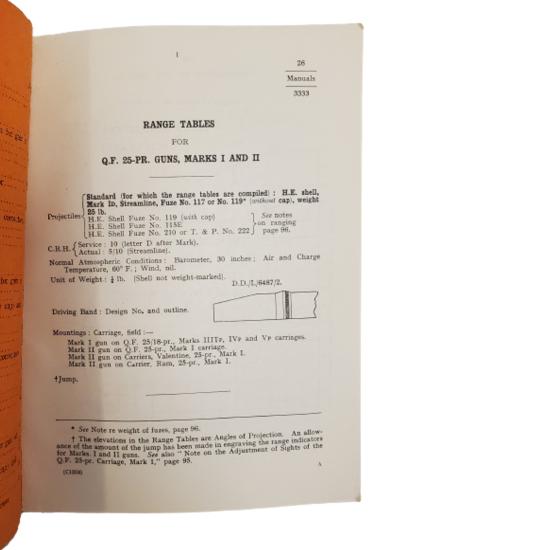 1
26
Manuals
3333
RANGE TABLES
FOR
Q.F. 25-PR. GUNS, MARKS I AND II
Standard (for which the range tables are compiled) : H.E. shell,
Mark ID, Streamline, Fuze No. 117 or No. 119* (without cap), weight
25 lb.
Projectiles
H.E. Shell Fuze No. 119 (with cap)
H.E. Shell Fuze No. 115E
H.E. Shell Fuze No. 210 or T. & P. No. 222
See notes
on ranging
page 96.
C.R.H. Service : 10 (letter D after Mark).
Actual : 5/10 (Streamline).
Normal Atmospheric Conditions : Barometer, 30 inches ; Air and Charge
Temperature, 60° F. ; Wind, nil.
Unit of Weight : ¼ lb. (Shell not weight-marked).
D.D./L/6487/2.
Driving Band : Design No. and outline.
Mountings : Carriage, field :—
Mark I gun on Q.F. 25/18-pr., Marks IIITP, IVP and VP carriages.
Mark II gun on Q.F. 25-pr., Mark I carriage.
Mark II gun on Carriers, Valentine, 25-pr., Mark I.
Mark II gun on Carrier, Ram, 25-pr., Mark I.
†Jump.
* See Note re weight of fuzes, page 96.
† The elevations in the Range Tables are Angles of Projection. An allow-
ance of the amount of the jump has been made in engraving the range indicators
for Marks I and II guns. See also " Note on the Adjustment of Sights of the
Q.F. 25-pr. Carriage, Mark I," page 95.
A